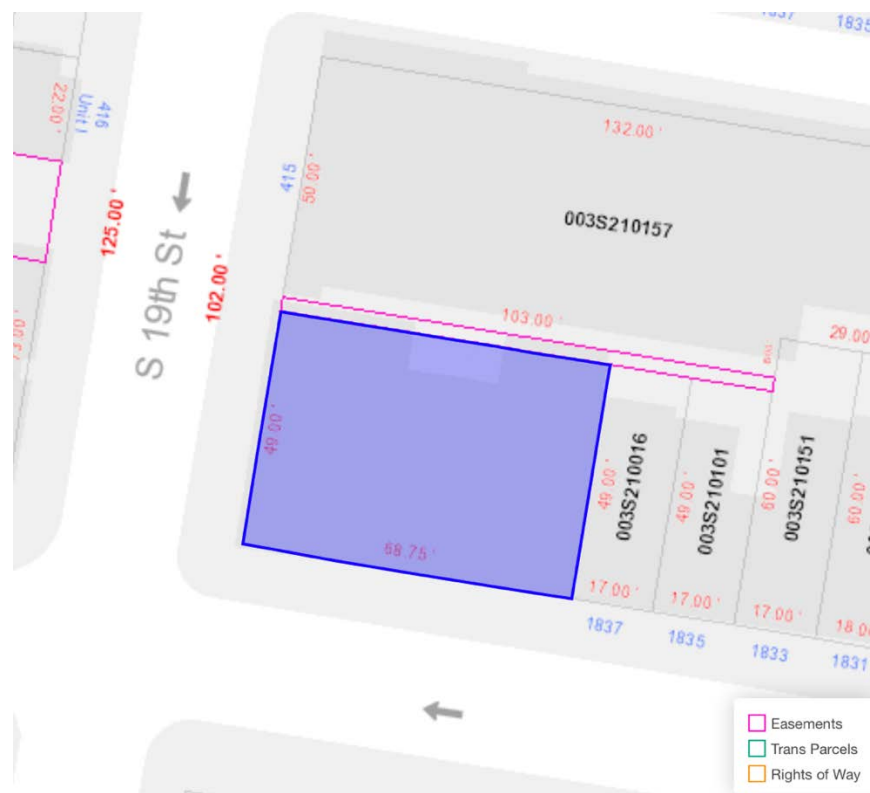 1835
132.00 '
22.00 '
416
Unit I
415
50.00 '
003S210157
125.00 '
S 19th St
102.00 '
103.00 '
29.00
49.00 '
68.75 '
49.00 '
003S210016
49.00 '
003S210101
60.00 '
003S210151
60.00 '
17.00 '
17.00 '
17.00 '
18.00
1837
1835
1833
1831
Easements
Trans Parcels
Rights of Way